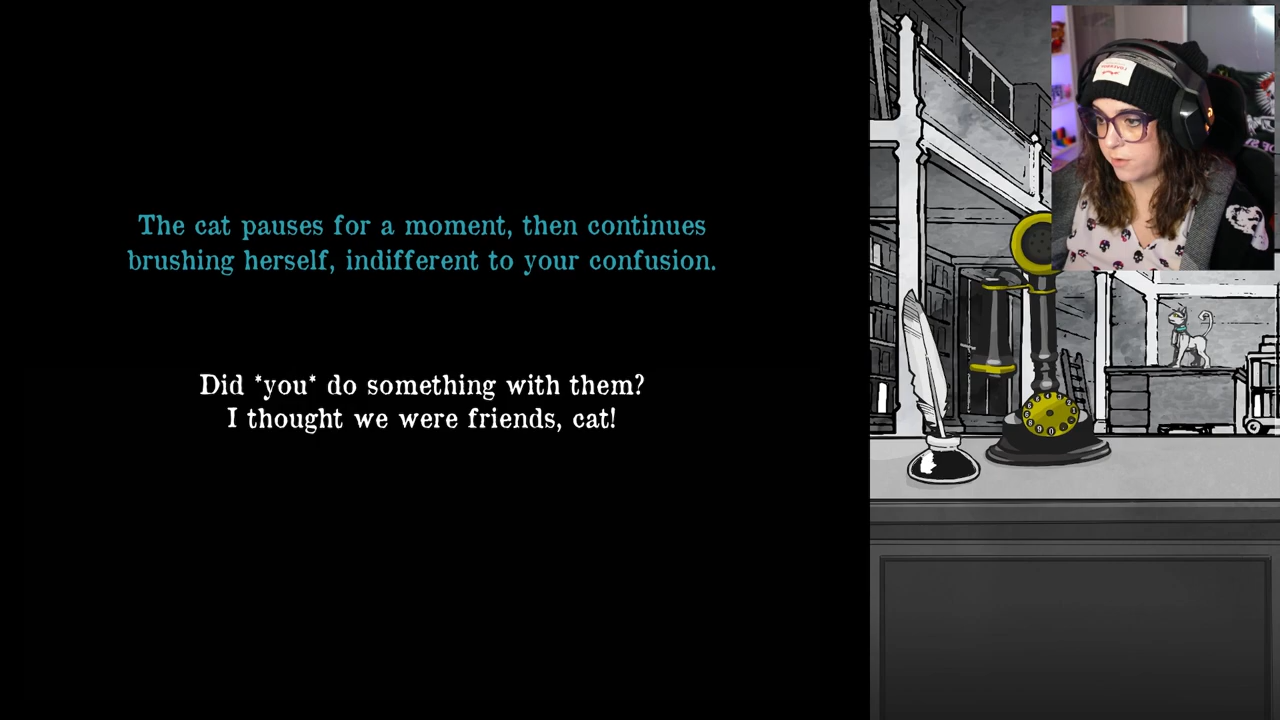 The cat pauses for a moment, then continues
brushing herself, indifferent to your confusion.
Did *you* do something with them?
I thought we were friends, cat!